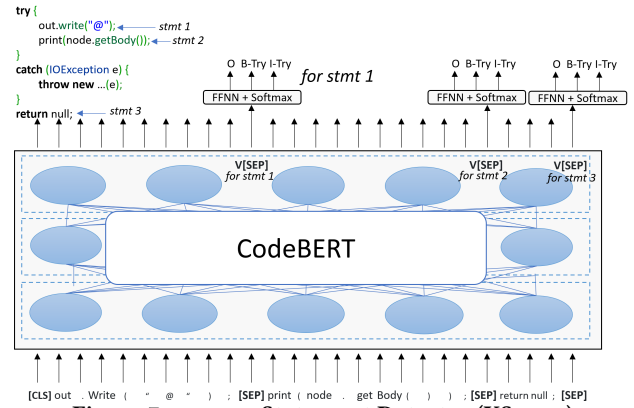 try {
out.write("@"); stmt 1
print(node.getBody()); stmt 2
}
catch (IOException e) {
throw new ...(e);
}
return null; stmt 3
for stmt 1
O B-Try I-Try
FFNN + Softmax
O B-Try I-Try
FFNN + Softmax
O B-Try I-Try
FFNN + Softmax
V[SEP]
for stmt 1
V[SEP]
for stmt 2
V[SEP]
for stmt 3
CodeBERT
[CLS] out . Write ( " @ " ) ; [SEP] print ( node . get Body ( ) ) ; [SEP] return null ; [SEP]